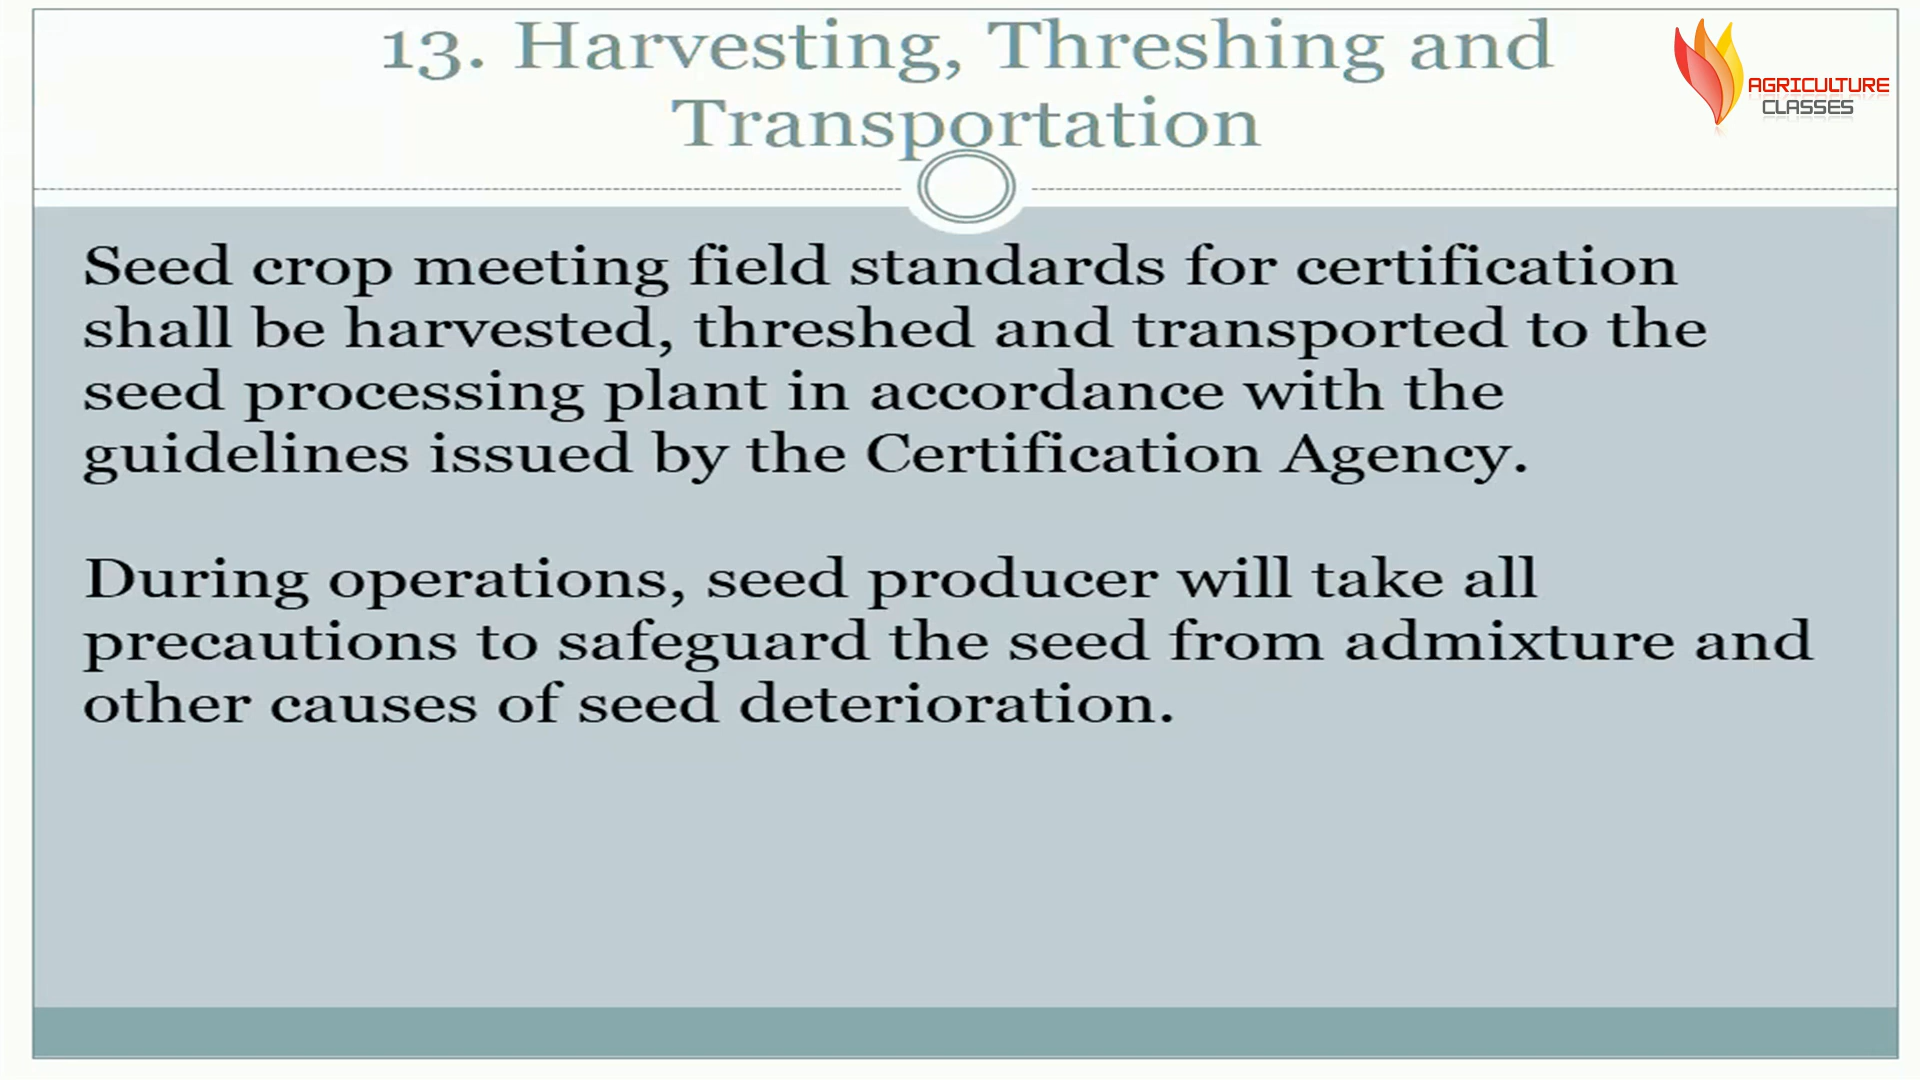 13. Harvesting, Threshing and
Transportation
AGRICULTURE
CLASSES
Seed crop meeting field standards for certification
shall be harvested, threshed and transported to the
seed processing plant in accordance with the
guidelines issued by the Certification Agency.
During operations, seed producer will take all
precautions to safeguard the seed from admixture and
other causes of seed deterioration.